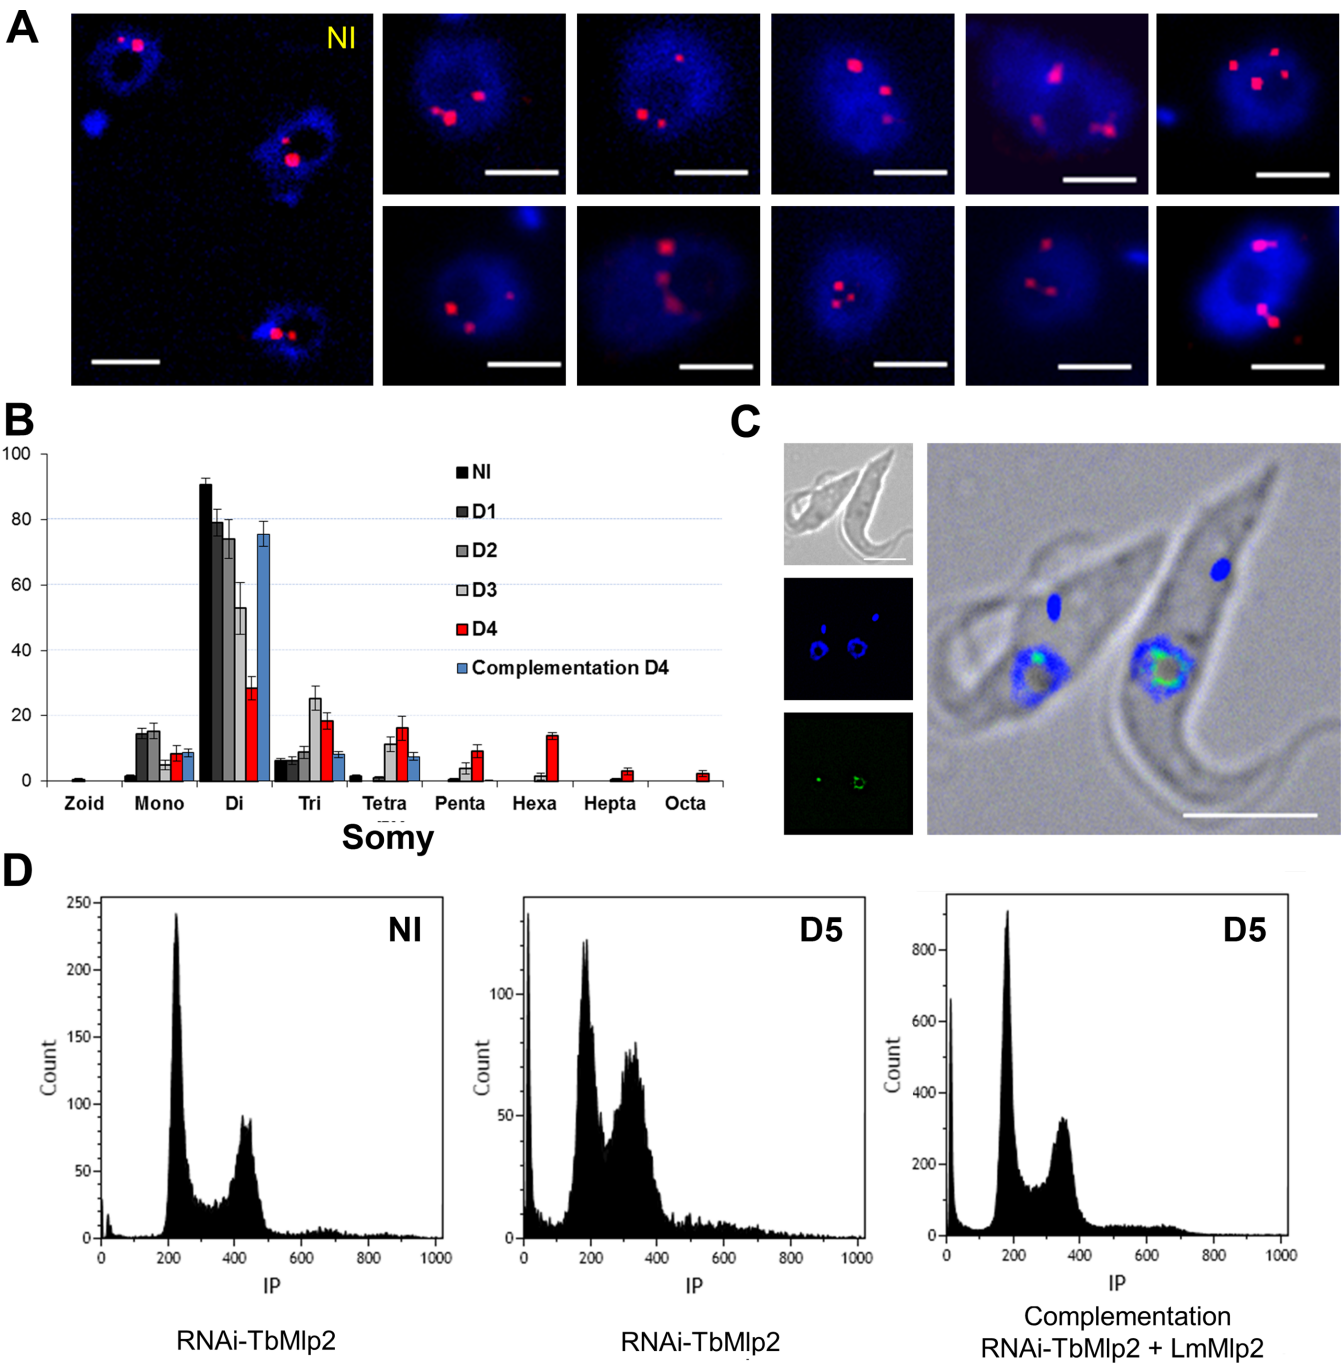 A
NI
B
100
80
60
40
20
0
NI
D1
D2
D3
D4
Complementation D4
Zoid Mono Di Tri Tetra Penta Hexa Hepta Octa
Somy
C
D
NI
250
200
150
100
50
0
Count
0 200 400 600 800 1000
IP
RNAi-TbMlp2
D5
100
50
0
Count
0 200 400 600 800 1000
IP
RNAi-TbMlp2
D5
800
600
400
200
0
Count
0 200 400 600 800 1000
IP
Complementation
RNAi-TbMlp2 + LmMlp2